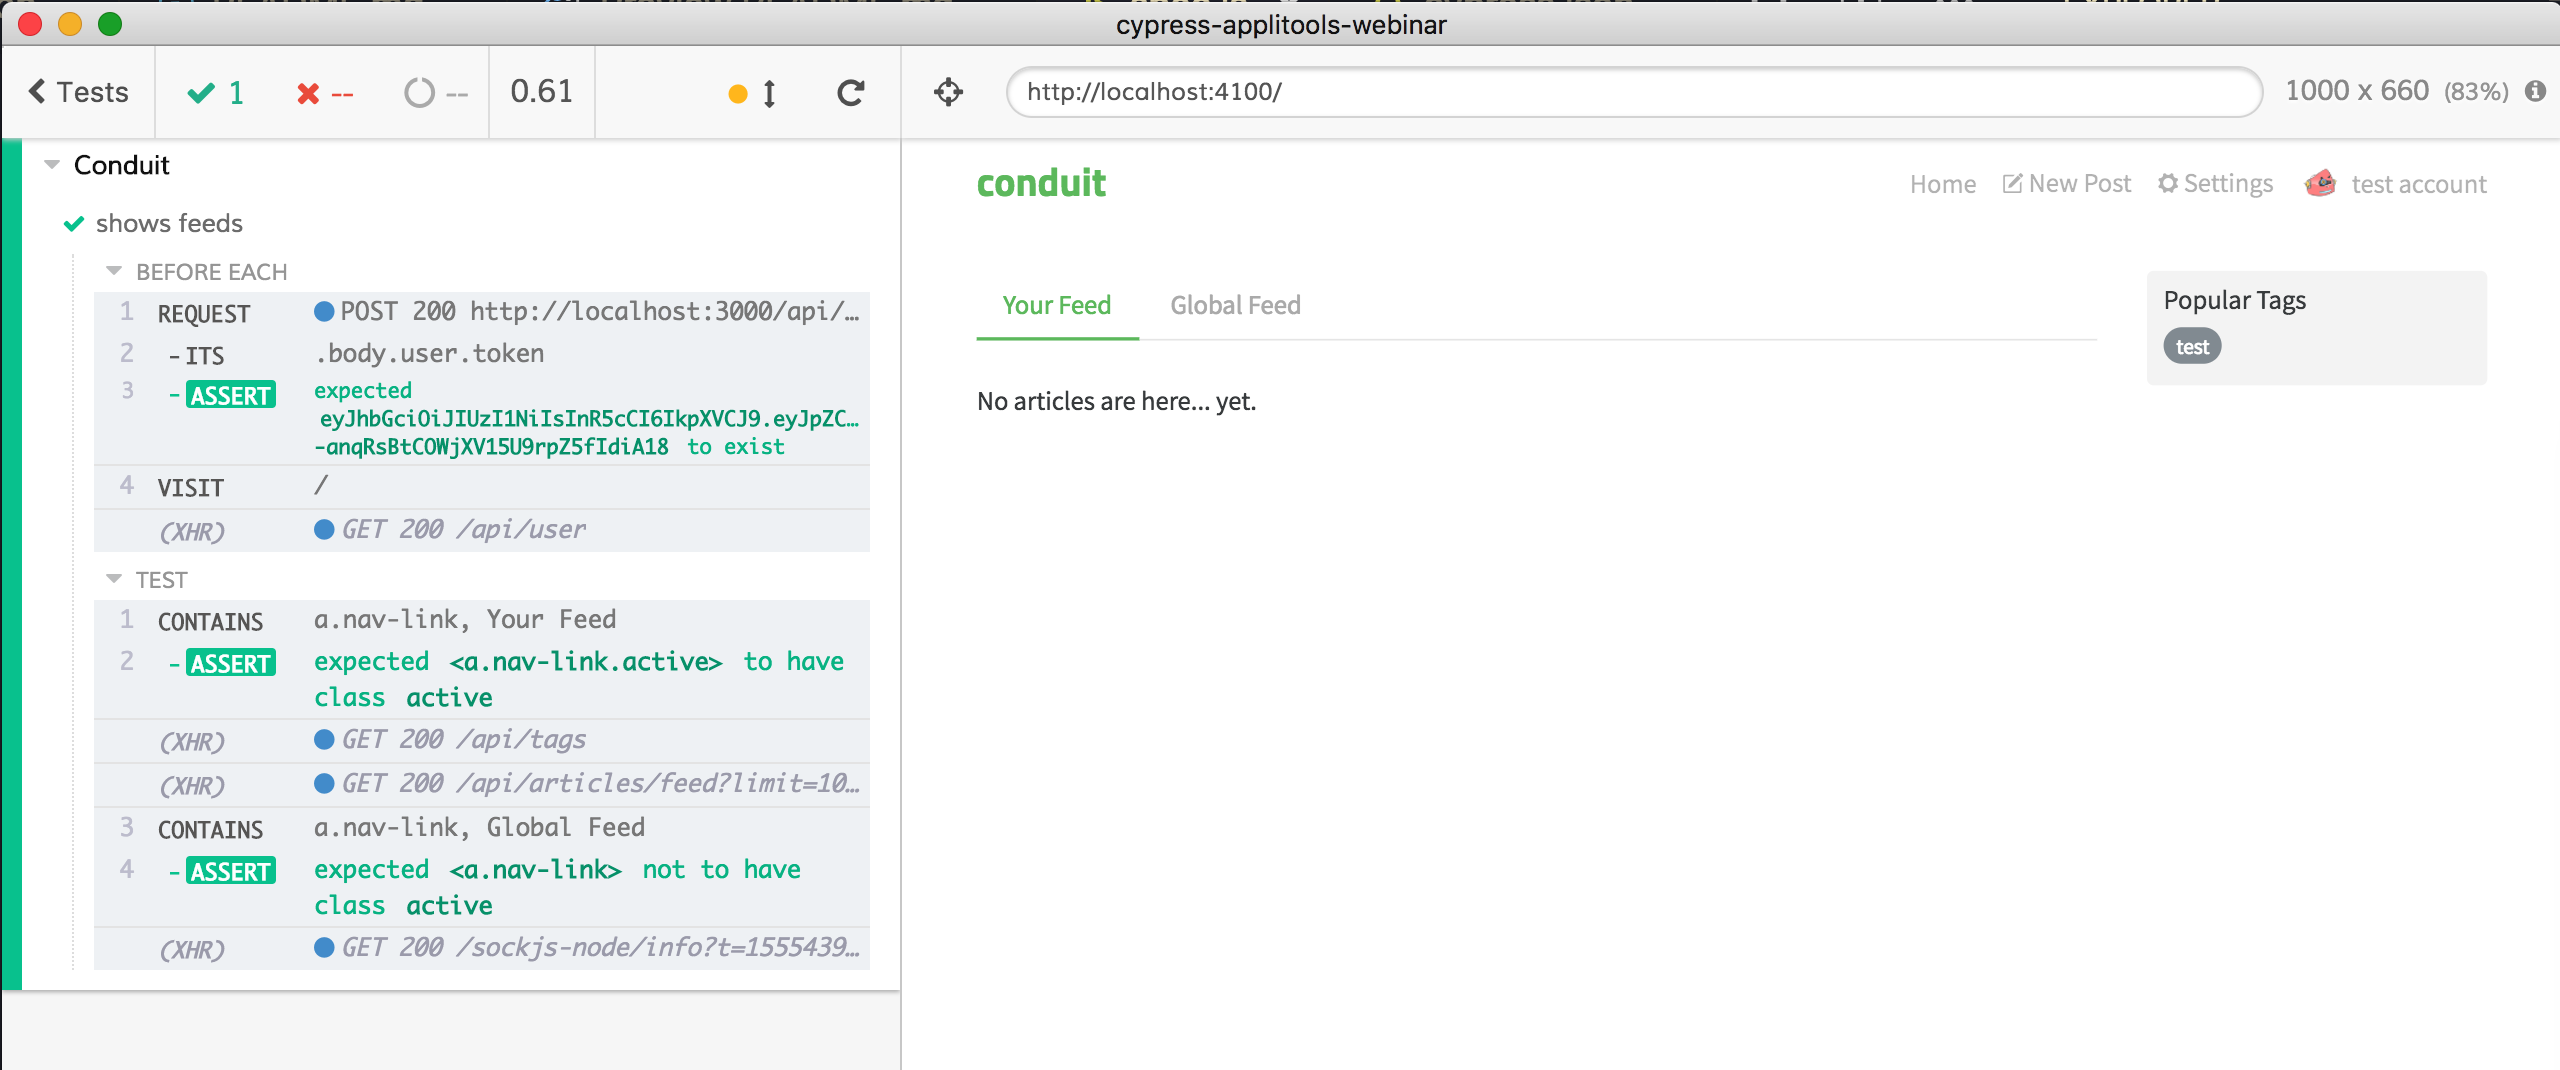 cypress-applitools-webinar
Tests 1 -- -- 0.61
http://localhost:4100/ 1000 x 660 (83%)
Conduit
shows feeds
BEFORE EACH
1 REQUEST POST 200 http://localhost:3000/api/…
2 -ITS .body.user.token
3 -ASSERT expected
eyJhbGciOiJIUzI1NiIsInR5cCI6IkpXVCJ9.eyJpZC…
-anqRsBtCOWjXV15U9rpZ5fIdiA18 to exist
4 VISIT /
(XHR) GET 200 /api/user
TEST
1 CONTAINS a.nav-link, Your Feed
2 -ASSERT expected <a.nav-link.active> to have
class active
(XHR) GET 200 /api/tags
(XHR) GET 200 /api/articles/feed?limit=10…
3 CONTAINS a.nav-link, Global Feed
4 -ASSERT expected <a.nav-link> not to have
class active
(XHR) GET 200 /sockjs-node/info?t=1555439…
conduit
Home New Post Settings test account
Your Feed Global Feed
No articles are here... yet.
Popular Tags
test